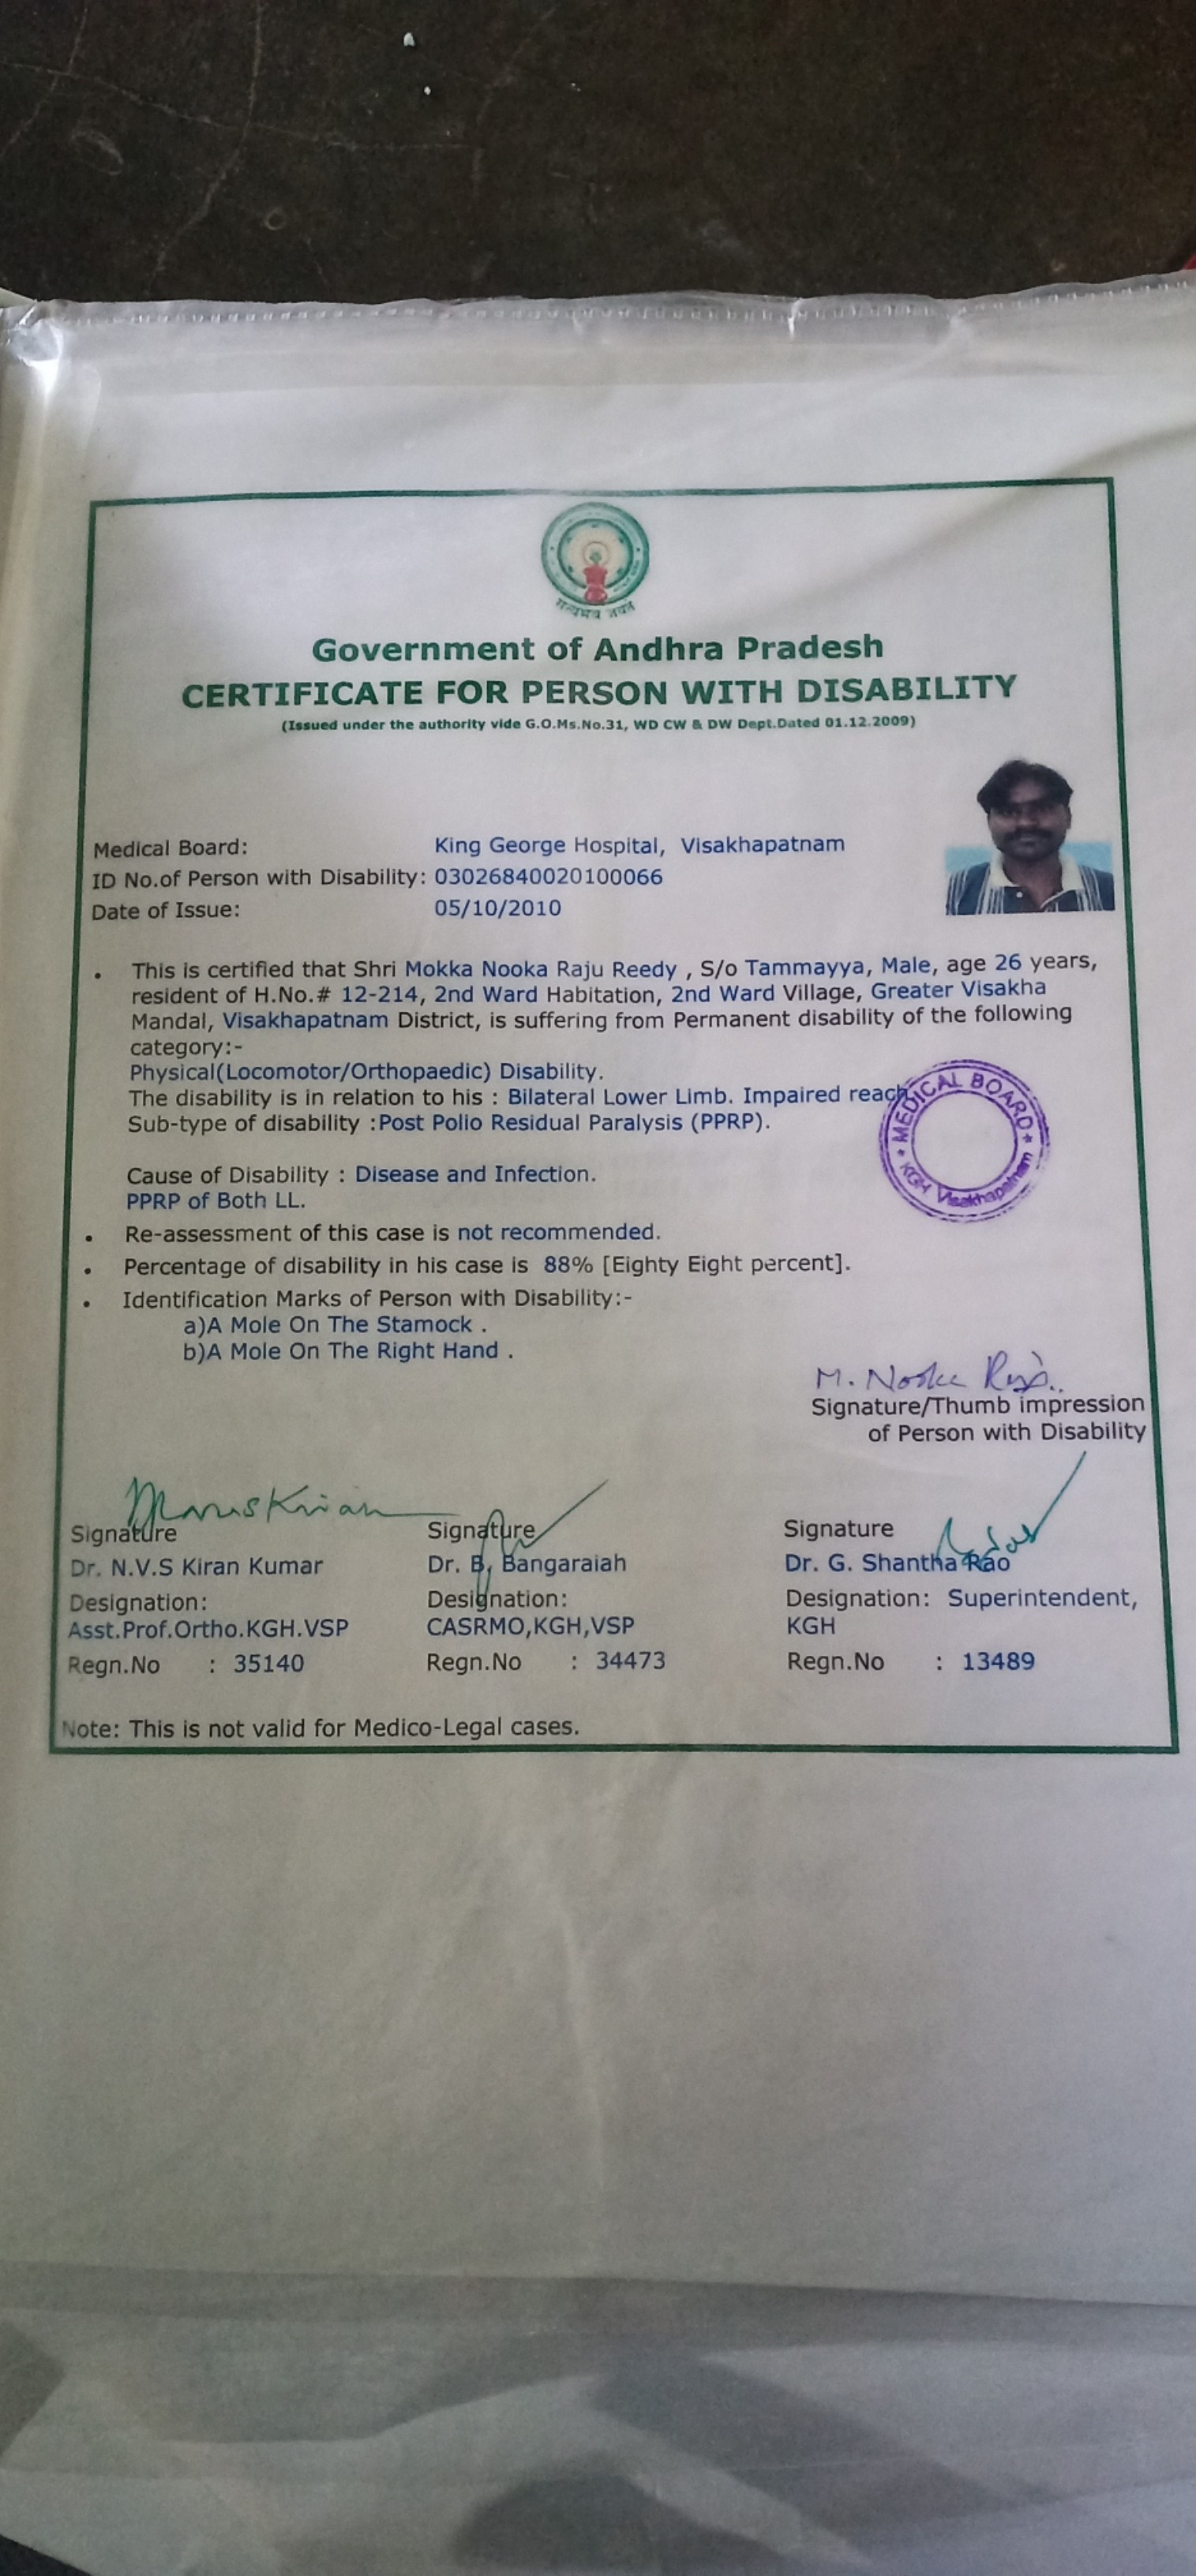 सत्यमेव जयते
Government of Andhra Pradesh
CERTIFICATE FOR PERSON WITH DISABILITY
(Issued under the authority vide G.O.Ms.No.31, WD CW & DW Dept.Dated 01.12.2009)
Medical Board: King George Hospital, Visakhapatnam
ID No.of Person with Disability: 03026840020100066
Date of Issue: 05/10/2010
• This is certified that Shri Mokka Nooka Raju Reedy , S/o Tammayya, Male, age 26 years,
resident of H.No.# 12-214, 2nd Ward Habitation, 2nd Ward Village, Greater Visakha
Mandal, Visakhapatnam District, is suffering from Permanent disability of the following
category:-
Physical(Locomotor/Orthopaedic) Disability.
The disability is in relation to his : Bilateral Lower Limb. Impaired reach
Sub-type of disability :Post Polio Residual Paralysis (PPRP).
MEDICAL BOARD
KGH Visakhapatnam
Cause of Disability : Disease and Infection.
PPRP of Both LL.
• Re-assessment of this case is not recommended.
• Percentage of disability in his case is 88% [Eighty Eight percent].
• Identification Marks of Person with Disability:-
a)A Mole On The Stamock .
b)A Mole On The Right Hand .
M. Nooka Raju
Signature/Thumb impression
of Person with Disability
Signature Signature Signature
Dr. N.V.S Kiran Kumar Dr. B. Bangaraiah Dr. G. Shantha Rao
Designation: Designation: Designation: Superintendent,
Asst.Prof.Ortho.KGH.VSP CASRMO,KGH,VSP KGH
Regn.No : 35140 Regn.No : 34473 Regn.No : 13489
Note: This is not valid for Medico-Legal cases.